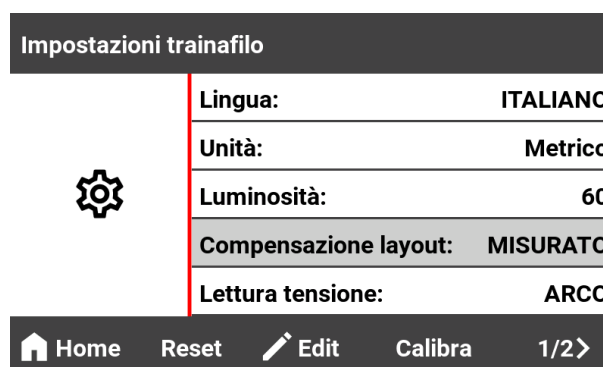 Impostazioni trainafilo
Lingua: ITALIANO
Unità: Metrico
Luminosità: 60
Compensazione layout: MISURATO
Lettura tensione: ARCO
Home Reset Edit Calibra 1/2